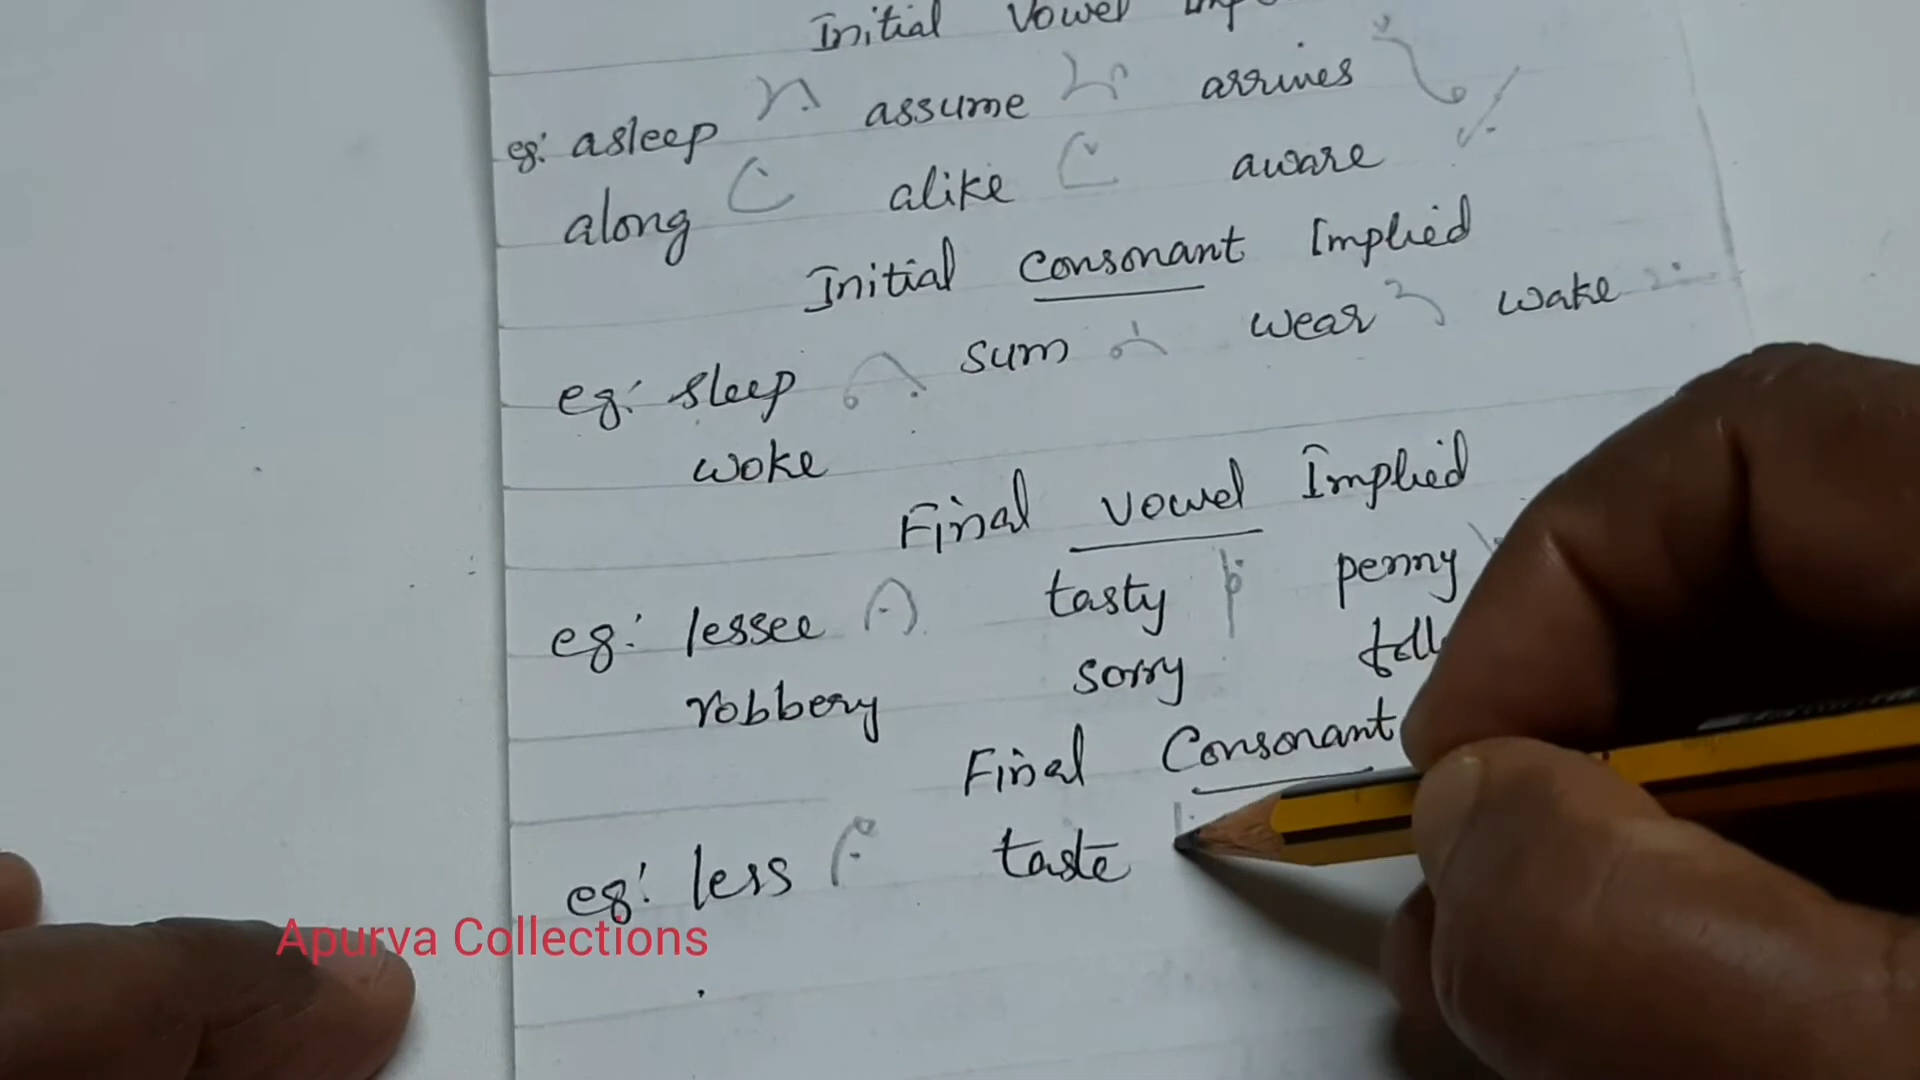 Initial Vowel
eg: asleep assume arrives
along alike aware
Initial Consonant Implied
eg: sleep sum wear wake
woke
Final Vowel Implied
eg: lessee tasty penny
robbery sorry
Final Consonant
eg: less taste
Apurva Collections